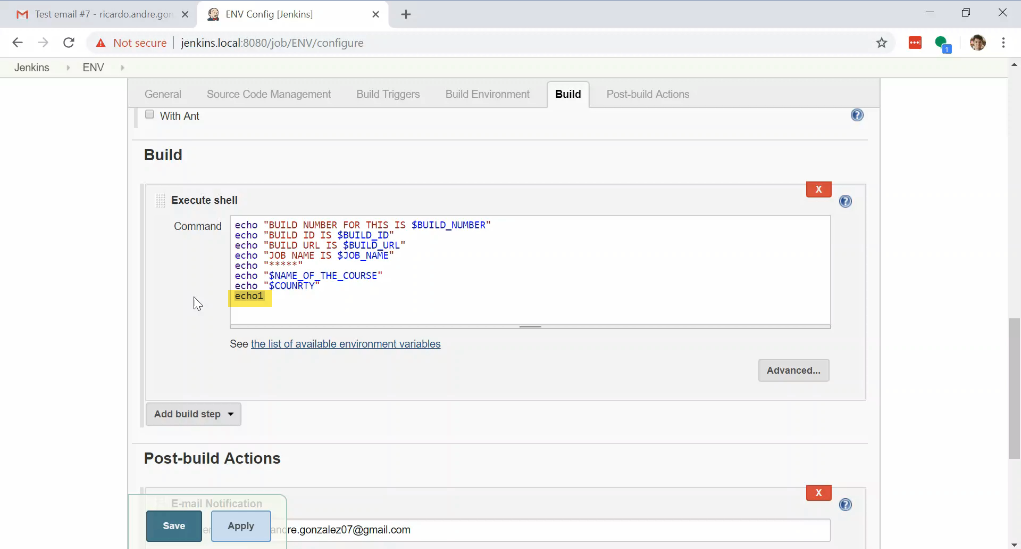 Test email #7 - ricardo.andre.gon
ENV Config [Jenkins]
Not secure | jenkins.local:8080/job/ENV/configure
1
Jenkins ENV
General Source Code Management Build Triggers Build Environment Build Post-build Actions
With Ant
Build
X
Execute shell
Command
echo "BUILD NUMBER FOR THIS IS $BUILD_NUMBER"
echo "BUILD ID IS $BUILD_ID"
echo "BUILD URL IS $BUILD_URL"
echo "JOB NAME IS $JOB_NAME"
echo "*****"
echo "$NAME_OF_THE_COURSE"
echo "$COUNRTY"
echo1
See the list of available environment variables
Advanced...
Add build step
Post-build Actions
X
E-mail Notification
Save Apply andre.gonzalez07@gmail.com